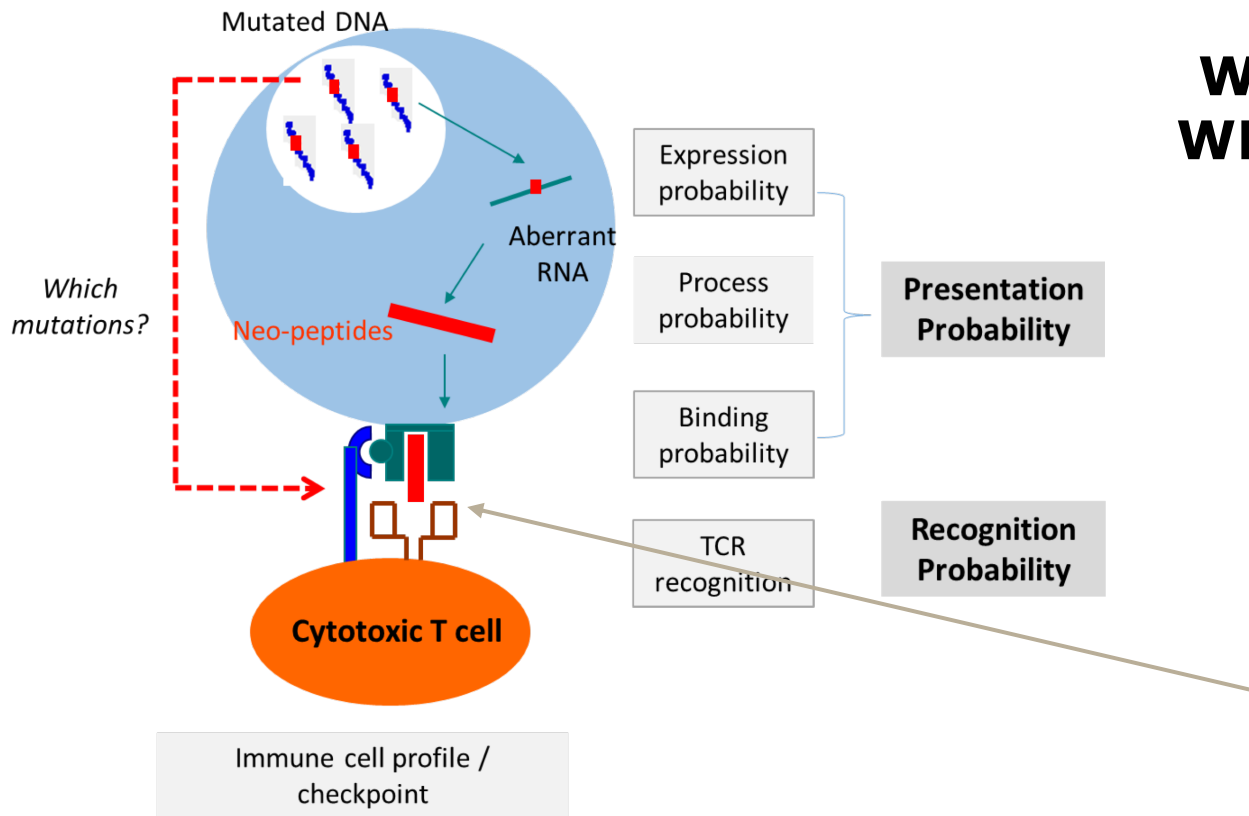 Mutated DNA
Which
mutations?
Aberrant
RNA
Neo-peptides
Cytotoxic T cell
Immune cell profile /
checkpoint
Expression
probability
Process
probability
Binding
probability
TCR
recognition
Presentation
Probability
Recognition
Probability